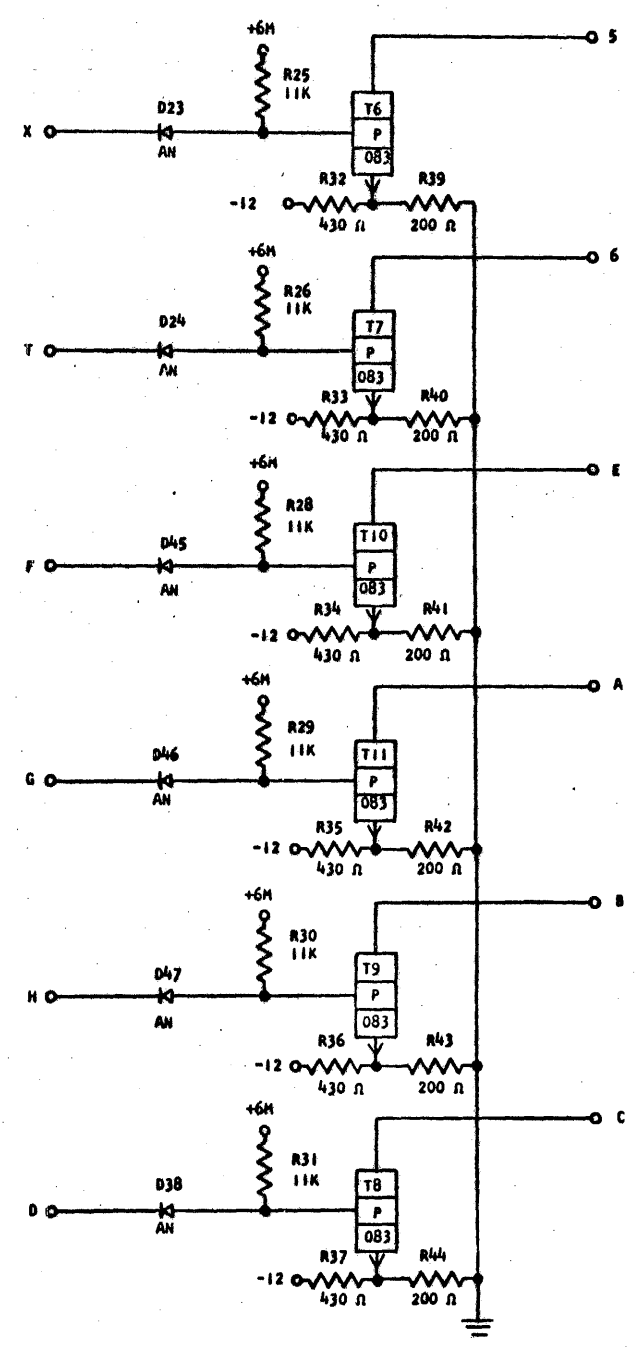 +6M
5
R25
11K
D23
T6
X
P
AN
083
R32
R39
-12
430 Ω
200 Ω
+6M
6
R26
11K
D24
T7
T
P
AN
083
R33
R40
-12
430 Ω
200 Ω
+6M
E
R28
11K
D45
T10
F
P
AN
083
R34
R41
-12
430 Ω
200 Ω
+6M
A
R29
11K
D46
T11
G
P
AN
083
R35
R42
-12
430 Ω
200 Ω
+6M
B
R30
11K
D47
T9
H
P
AN
083
R36
R43
-12
430 Ω
200 Ω
+6M
C
R31
11K
D38
T8
D
P
AN
083
R37
R44
-12
430 Ω
200 Ω